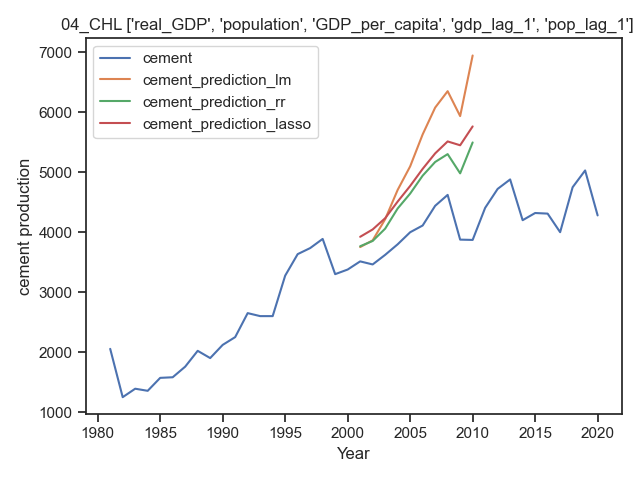 04_CHL ['real_GDP', 'population', 'GDP_per_capita', 'gdp_lag_1', 'pop_lag_1']
7000
6000
5000
4000
3000
2000
1000
cement production
cement
cement_prediction_lm
cement_prediction_rr
cement_prediction_lasso
1980 1985 1990 1995 2000 2005 2010 2015 2020
Year